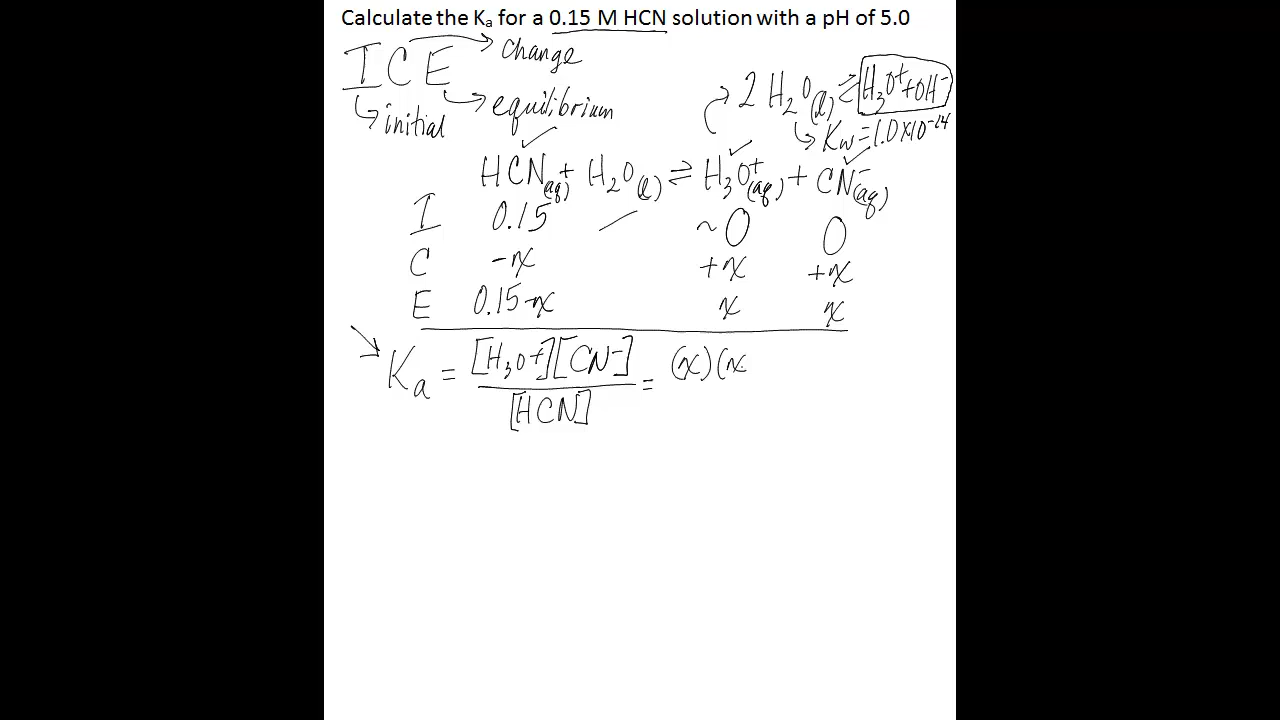 Calculate the Kₐ for a 0.15 M HCN solution with a pH of 5.0
ICE → change
↳ initial
↳ equilibrium
→ 2 H₂O(l) ⇌ H₃O⁺ + OH⁻
↳ Kw = 1.0 x 10⁻¹⁴
HCN(aq) + H₂O(l) ⇌ H₃O⁺(aq) + CN⁻(aq)
I 0.15 / ~0 0
C -x +x +x
E 0.15-x x x
Kₐ = [H₃O⁺][CN⁻] / [HCN] = (x)(x